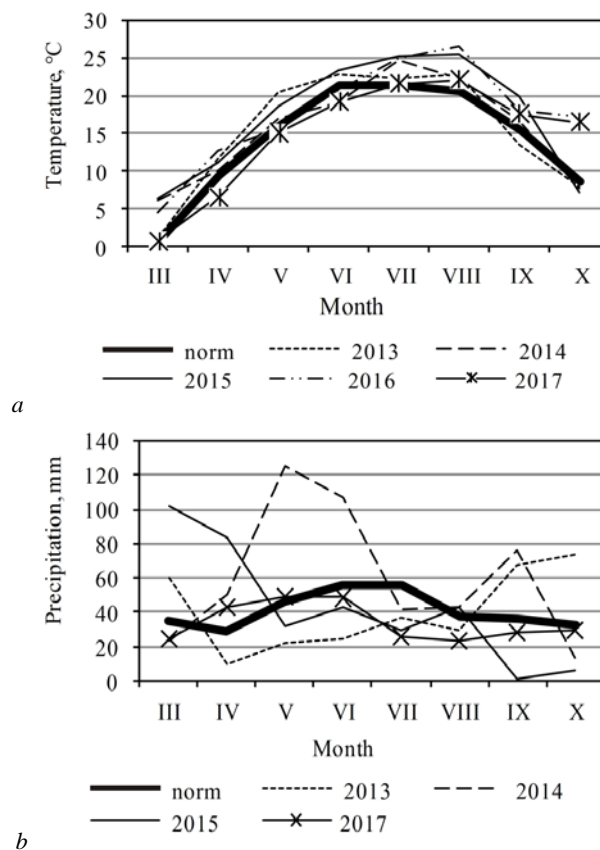 30
25
20
15
10
5
0
Temperature, °C
III IV V VI VII VIII IX X
Month
norm 2013 2014
2015 2016 2017
a
140
120
100
80
60
40
20
0
Precipitation, mm
III IV V VI VII VIII IX X
Month
norm 2013 2014
2015 2017
b